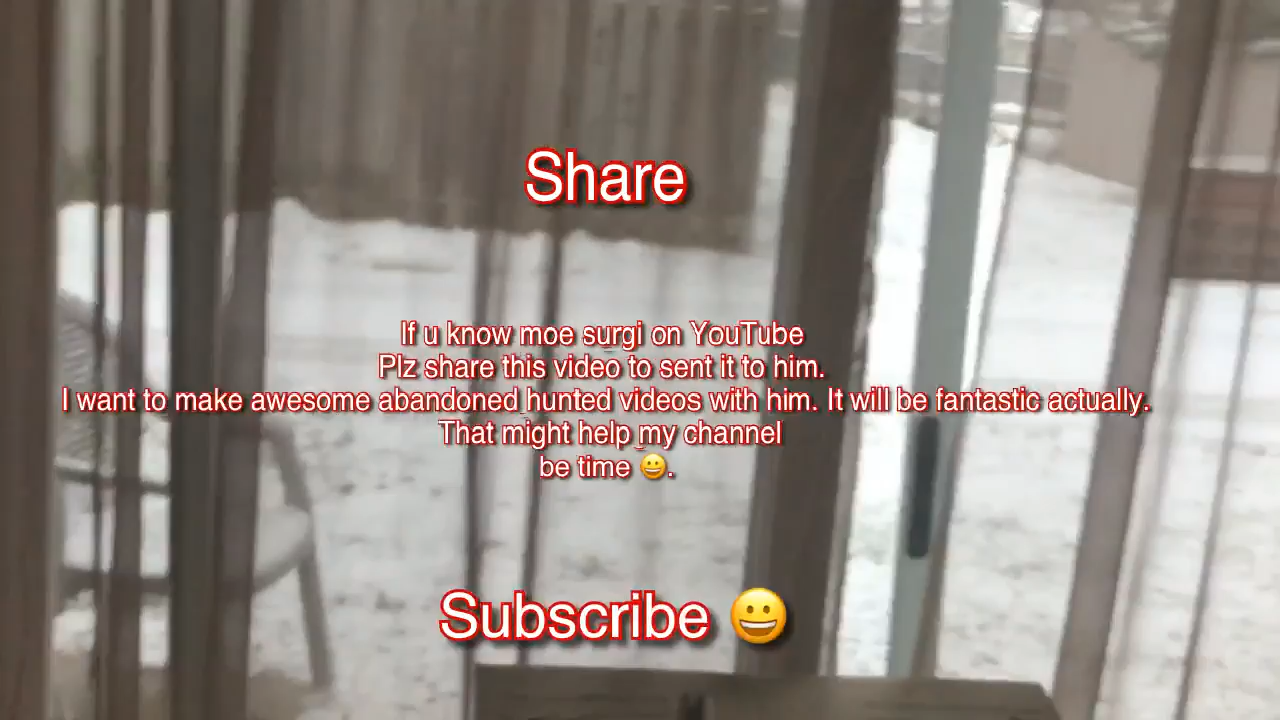 Share
If u know moe surgi on YouTube
Plz share this video to sent it to him.
I want to make awesome abandoned hunted videos with him. It will be fantastic actually.
That might help my channel
be time 😀.
Subscribe 😀